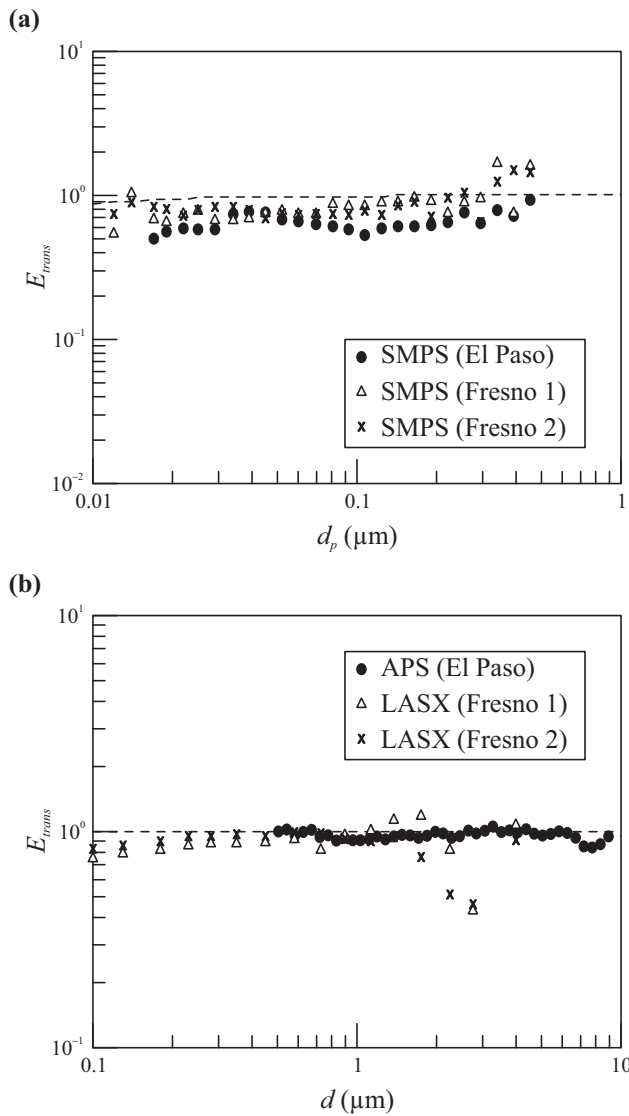 (a)
10¹
10⁰
10⁻¹
10⁻²
E_trans
SMPS (El Paso)
SMPS (Fresno 1)
SMPS (Fresno 2)
0.01 0.1 1
d_p (µm)
(b)
10¹
10⁰
10⁻¹
E_trans
APS (El Paso)
LASX (Fresno 1)
LASX (Fresno 2)
0.1 1 10
d (µm)